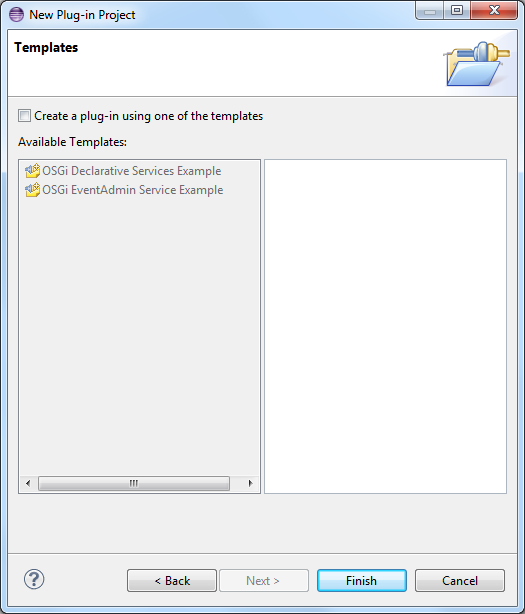 New Plug-in Project
Templates
Create a plug-in using one of the templates
Available Templates:
OSGi Declarative Services Example
OSGi EventAdmin Service Example
?
< Back
Next >
Finish
Cancel